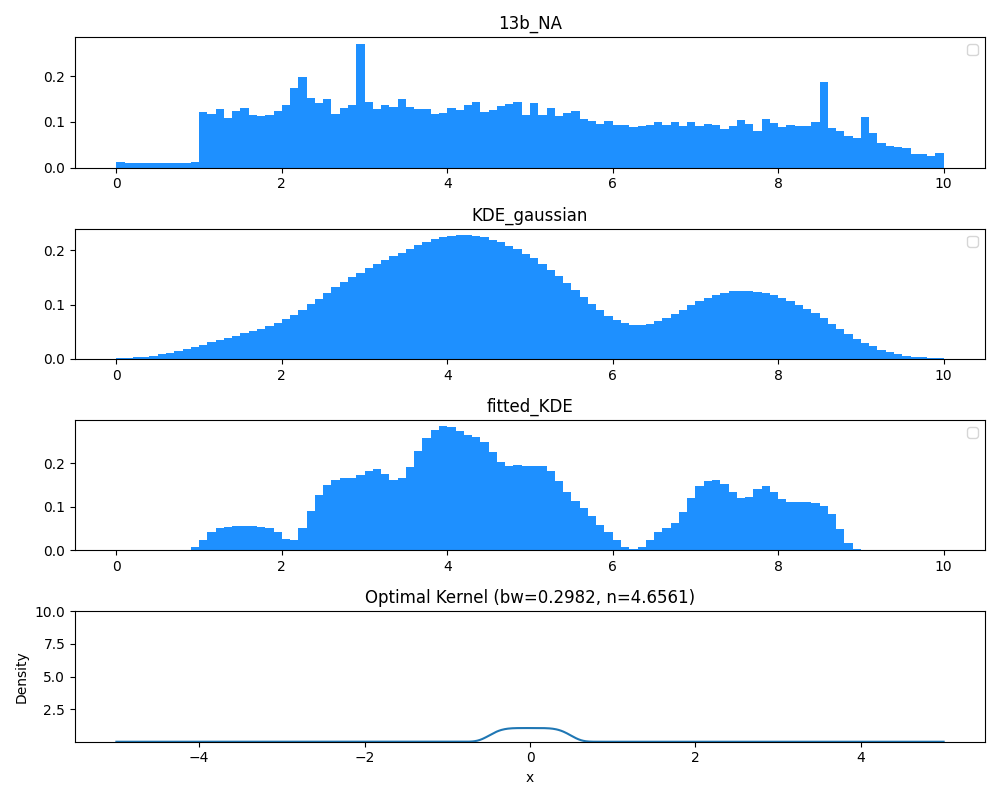 13b_NA
0.2
0.1
0.0
0 2 4 6 8 10
KDE_gaussian
0.2
0.1
0.0
0 2 4 6 8 10
fitted_KDE
0.2
0.1
0.0
0 2 4 6 8 10
Optimal Kernel (bw=0.2982, n=4.6561)
10.0
7.5
5.0
2.5
Density
−4 −2 0 2 4
x